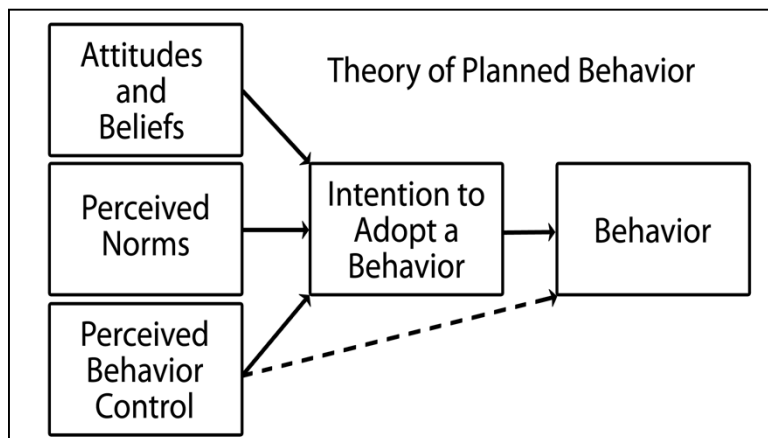 Attitudes
and
Beliefs
Theory of Planned Behavior
Perceived
Norms
Intention to
Adopt a
Behavior
Behavior
Perceived
Behavior
Control